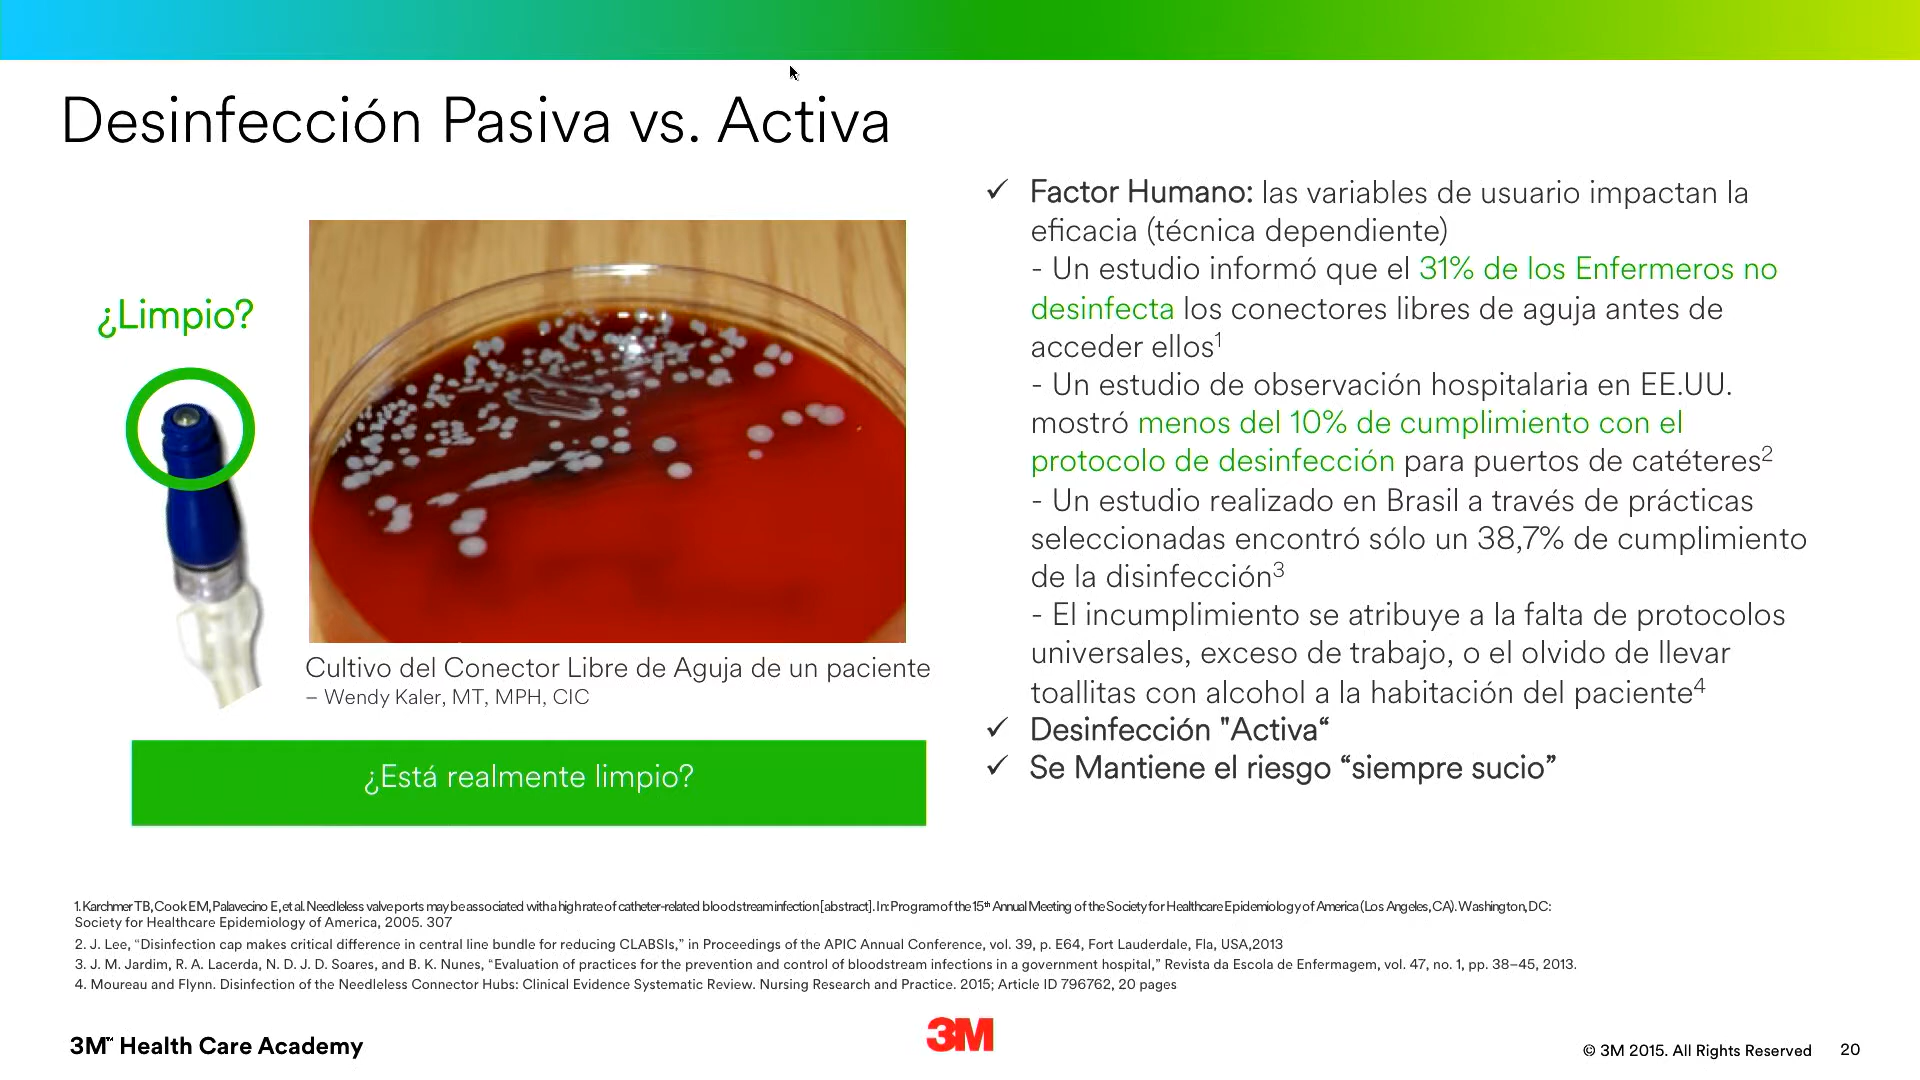 Desinfección Pasiva vs. Activa
¿Limpio?
Cultivo del Conector Libre de Aguja de un paciente
– Wendy Kaler, MT, MPH, CIC
¿Está realmente limpio?
✓ Factor Humano: las variables de usuario impactan la
eficacia (técnica dependiente)
- Un estudio informó que el 31% de los Enfermeros no
desinfecta los conectores libres de aguja antes de
acceder ellos1
- Un estudio de observación hospitalaria en EE.UU.
mostró menos del 10% de cumplimiento con el
protocolo de desinfección para puertos de catéteres2
- Un estudio realizado en Brasil a través de prácticas
seleccionadas encontró sólo un 38,7% de cumplimiento
de la disinfección3
- El incumplimiento se atribuye a la falta de protocolos
universales, exceso de trabajo, o el olvido de llevar
toallitas con alcohol a la habitación del paciente4
✓ Desinfección "Activa“
✓ Se Mantiene el riesgo “siempre sucio”
1. Karchmer TB, Cook EM, Palavecino E, et al. Needleless valve ports may be associated with a high rate of catheter-related bloodstream infection [abstract]. In: Program of the 15th Annual Meeting of the Society for Healthcare Epidemiology of America (Los Angeles, CA). Washington, DC:
Society for Healthcare Epidemiology of America, 2005. 307
2. J. Lee, “Disinfection cap makes critical difference in central line bundle for reducing CLABSIs,” in Proceedings of the APIC Annual Conference, vol. 39, p. E64, Fort Lauderdale, Fla, USA,2013
3. J. M. Jardim, R. A. Lacerda, N. D. J. D. Soares, and B. K. Nunes, “Evaluation of practices for the prevention and control of bloodstream infections in a government hospital,” Revista da Escola de Enfermagem, vol. 47, no. 1, pp. 38–45, 2013.
4. Moureau and Flynn. Disinfection of the Needleless Connector Hubs: Clinical Evidence Systematic Review. Nursing Research and Practice. 2015; Article ID 796762, 20 pages
3M™ Health Care Academy
3M
© 3M 2015. All Rights Reserved 20